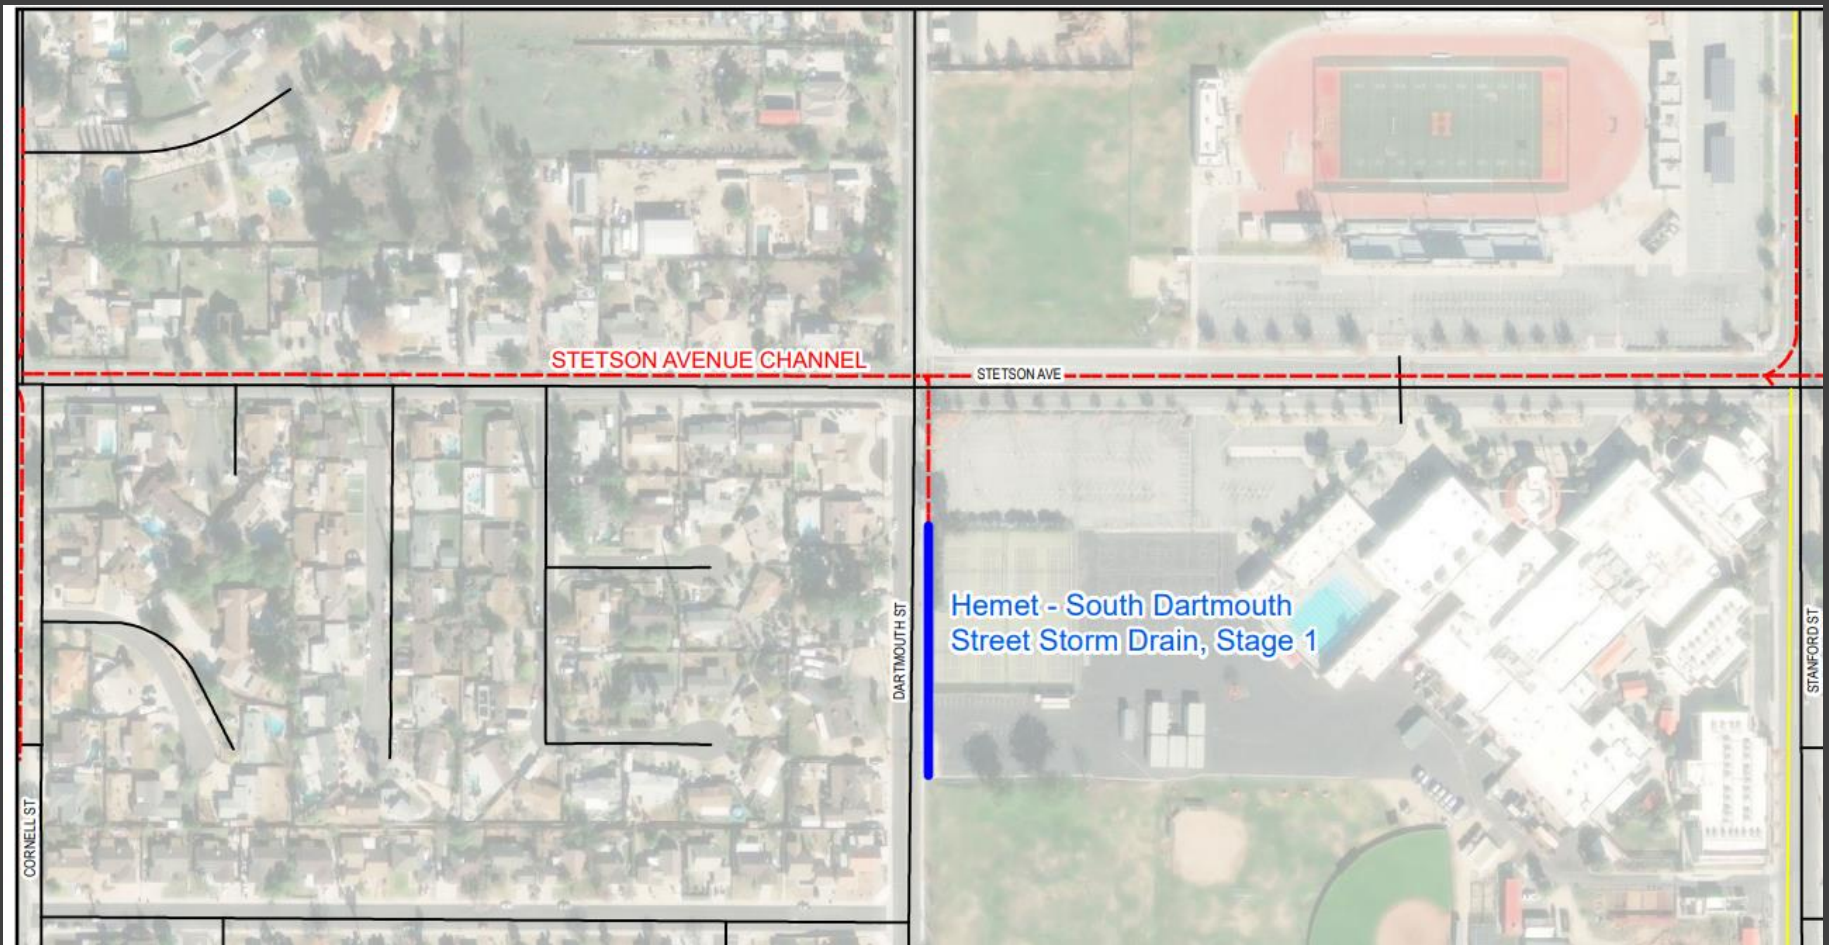 STETSON AVENUE CHANNEL
STETSON AVE
Hemet - South Dartmouth
Street Storm Drain, Stage 1
DARTMOUTH ST
STANFORD ST
CORNELL ST